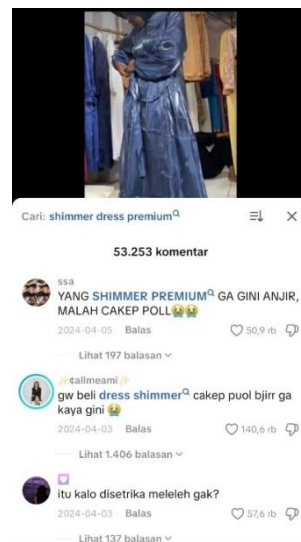 Cari: shimmer dress premium
53.253 komentar
ssa
YANG SHIMMER PREMIUM GA GINI ANJIR,
MALAH CAKEP POLL😭😭
2024-04-05 Balas 50,9 rb
Lihat 197 balasan
✨¢allmeami✨
gw beli dress shimmer cakep puol bjirr ga
kaya gini 😭
2024-04-03 Balas 140,6 rb
Lihat 1.406 balasan
💟
itu kalo disetrika meleleh gak?
2024-04-03 Balas 57,6 rb
Lihat 137 balasan